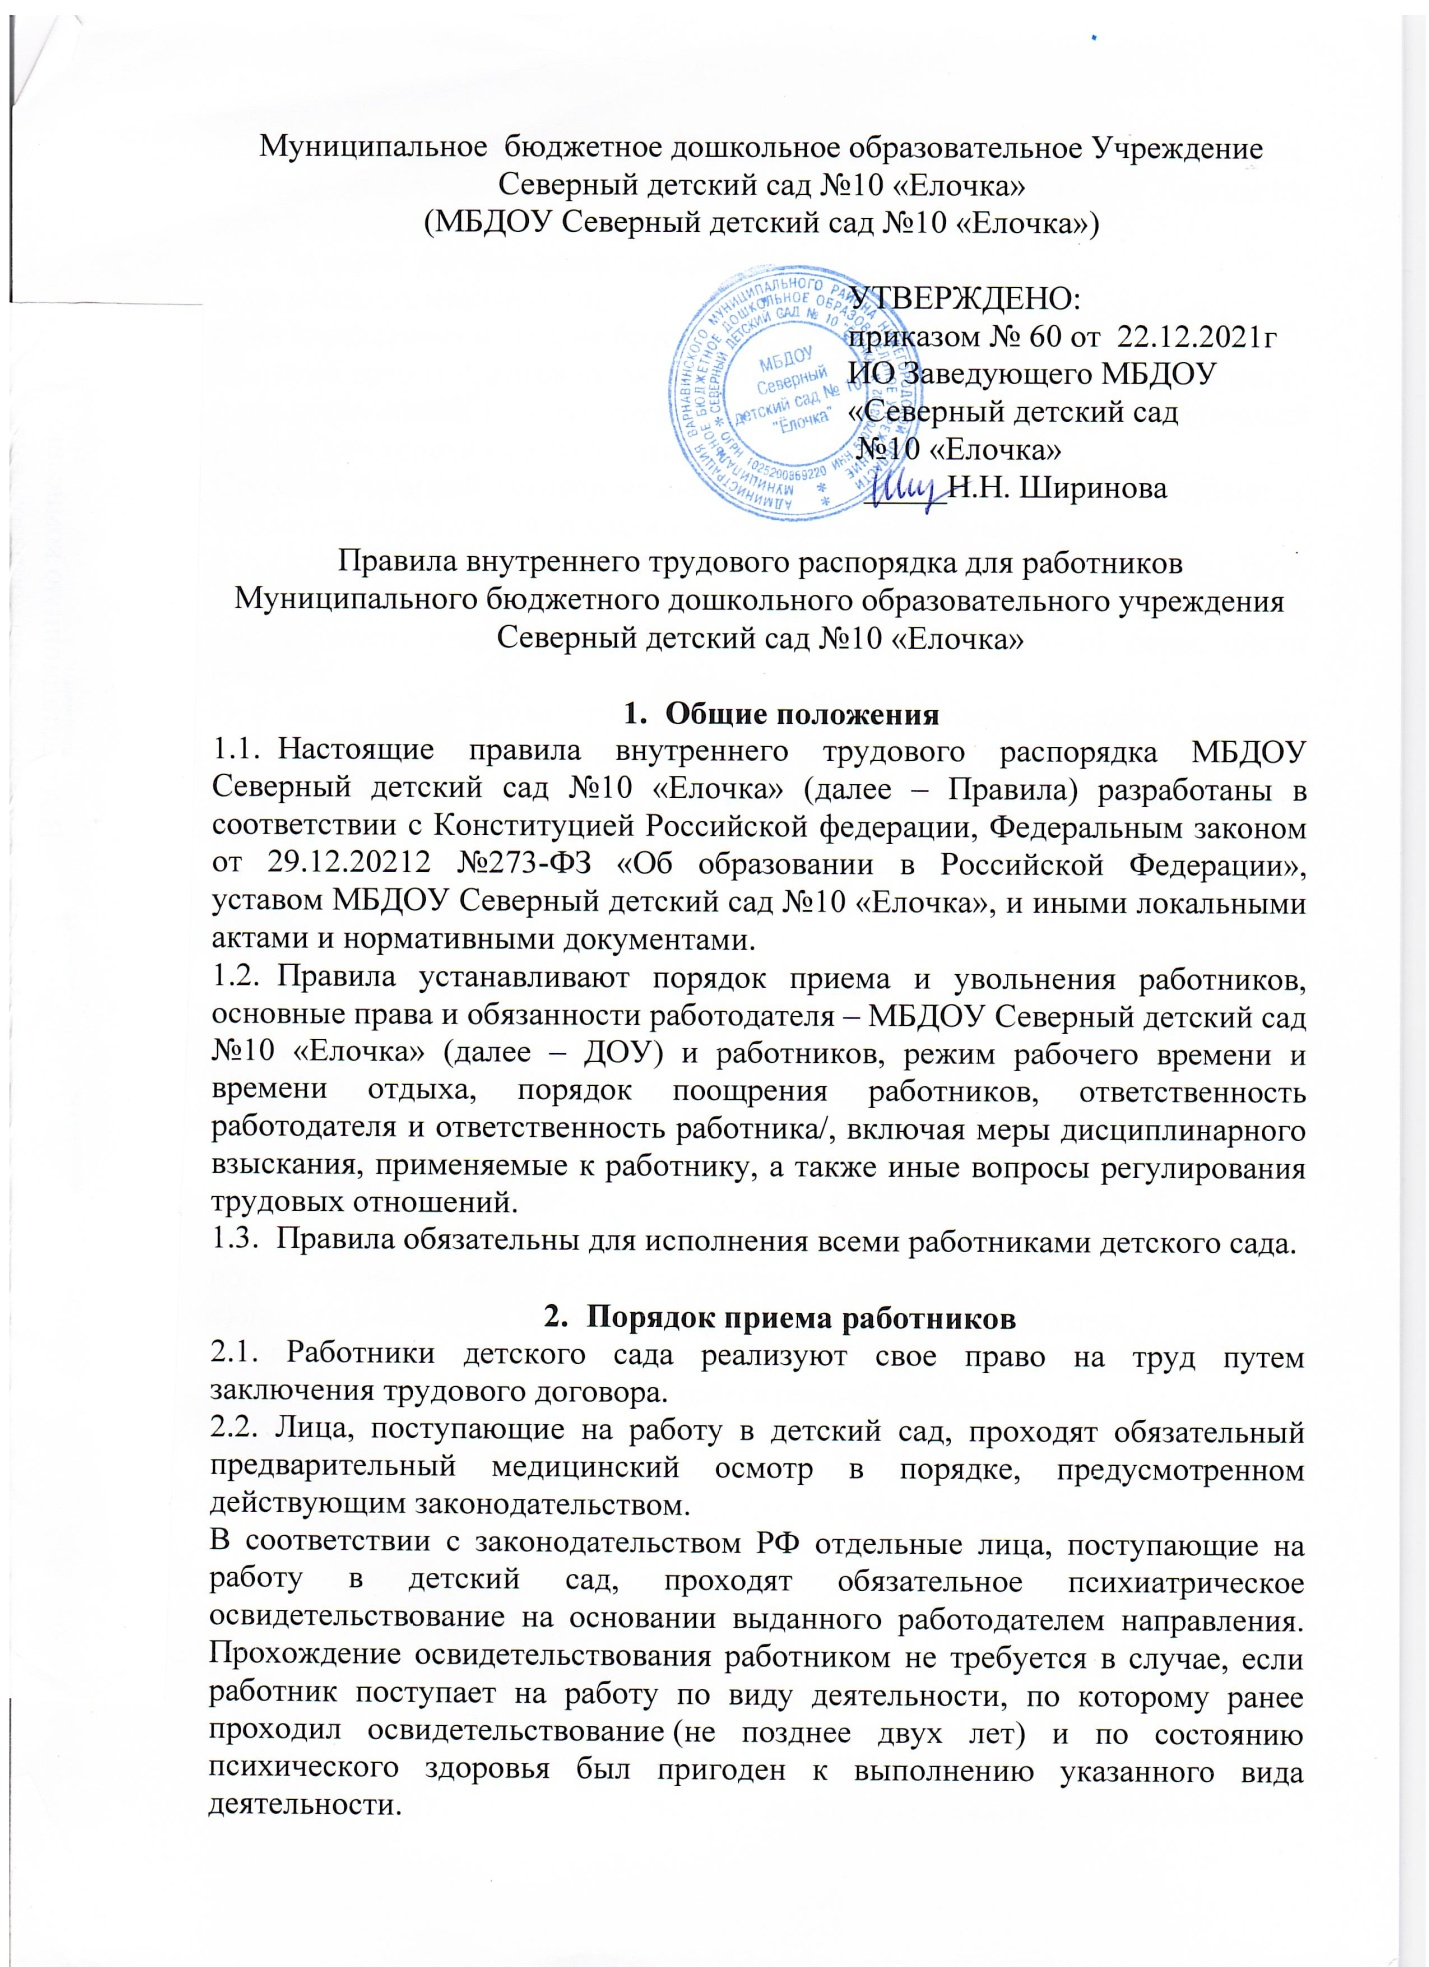 Муниципальное бюджетное дошкольное образовательное Учреждение
Северный детский сад №10 «Елочка»
(МБДОУ Северный детский сад №10 «Елочка»)
УТВЕРЖДЕНО:
приказом № 60 от 22.12.2021г
ИО Заведующего МБДОУ
«Северный детский сад
№10 «Елочка»
______Н.Н. Ширинова
МБДОУ
Северный
детский сад № 10
"Ёлочка"
Правила внутреннего трудового распорядка для работников
Муниципального бюджетного дошкольного образовательного учреждения
Северный детский сад №10 «Елочка»
1. Общие положения
1.1. Настоящие правила внутреннего трудового распорядка МБДОУ
Северный детский сад №10 «Елочка» (далее – Правила) разработаны в
соответствии с Конституцией Российской федерации, Федеральным законом
от 29.12.20212 №273-ФЗ «Об образовании в Российской Федерации»,
уставом МБДОУ Северный детский сад №10 «Елочка», и иными локальными
актами и нормативными документами.
1.2. Правила устанавливают порядок приема и увольнения работников,
основные права и обязанности работодателя – МБДОУ Северный детский сад
№10 «Елочка» (далее – ДОУ) и работников, режим рабочего времени и
времени отдыха, порядок поощрения работников, ответственность
работодателя и ответственность работника/, включая меры дисциплинарного
взыскания, применяемые к работнику, а также иные вопросы регулирования
трудовых отношений.
1.3. Правила обязательны для исполнения всеми работниками детского сада.
2. Порядок приема работников
2.1. Работники детского сада реализуют свое право на труд путем
заключения трудового договора.
2.2. Лица, поступающие на работу в детский сад, проходят обязательный
предварительный медицинский осмотр в порядке, предусмотренном
действующим законодательством.
В соответствии с законодательством РФ отдельные лица, поступающие на
работу в детский сад, проходят обязательное психиатрическое
освидетельствование на основании выданного работодателем направления.
Прохождение освидетельствования работником не требуется в случае, если
работник поступает на работу по виду деятельности, по которому ранее
проходил освидетельствование (не позднее двух лет) и по состоянию
психического здоровья был пригоден к выполнению указанного вида
деятельности.